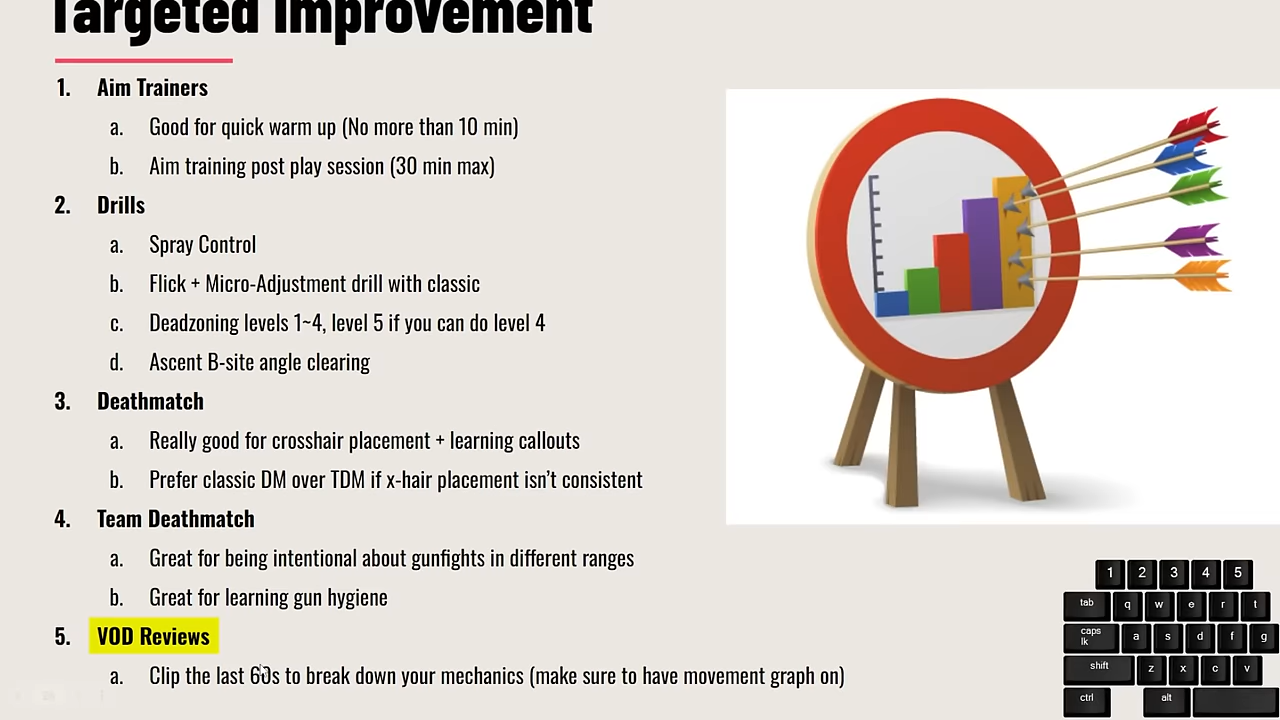 Targeted Improvement
1. Aim Trainers
a. Good for quick warm up (No more than 10 min)
b. Aim training post play session (30 min max)
2. Drills
a. Spray Control
b. Flick + Micro-Adjustment drill with classic
c. Deadzoning levels 1~4, level 5 if you can do level 4
d. Ascent B-site angle clearing
3. Deathmatch
a. Really good for crosshair placement + learning callouts
b. Prefer classic DM over TDM if x-hair placement isn't consistent
4. Team Deathmatch
a. Great for being intentional about gunfights in different ranges
b. Great for learning gun hygiene
5. VOD Reviews
a. Clip the last 60s to break down your mechanics (make sure to have movement graph on)
1 2 3 4 5
tab q w e r t
caps lk a s d f g
shift z x c v
ctrl alt